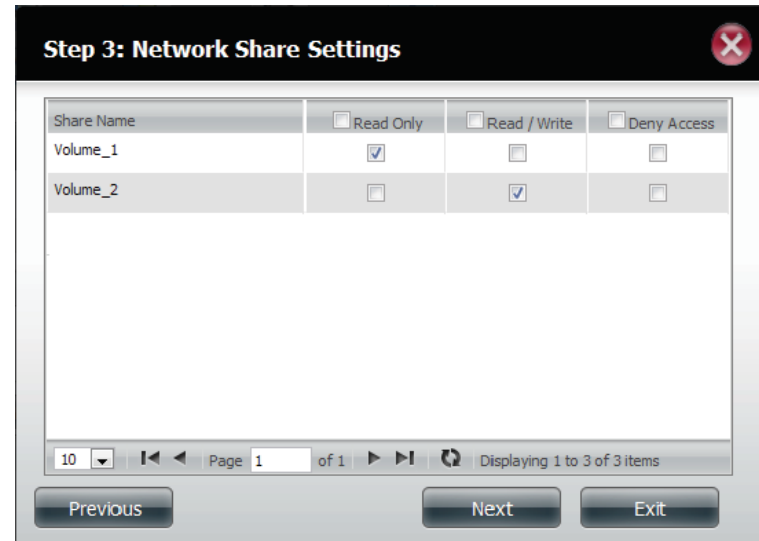 Step 3: Network Share Settings
Share Name Read Only Read / Write Deny Access
Volume_1
Volume_2
10 Page 1 of 1 Displaying 1 to 3 of 3 items
Previous Next Exit